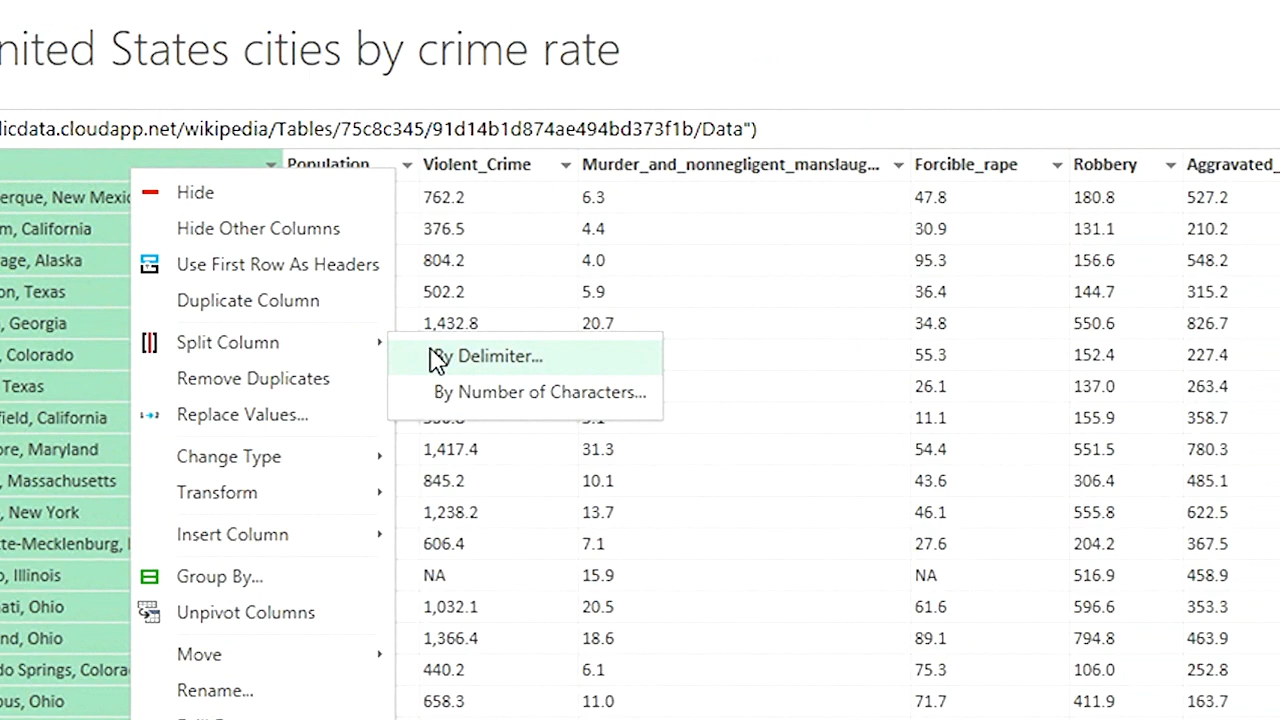 nited States cities by crime rate
licdata.cloudapp.net/wikipedia/Tables/75c8c345/91d14b1d874ae494bd373f1b/Data")
Population Violent_Crime Murder_and_nonnegligent_manslaug... Forcible_rape Robbery Aggravated_
erque, New Mexic 762.2 6.3 47.8 180.8 527.2
m, California 376.5 4.4 30.9 131.1 210.2
age, Alaska 804.2 4.0 95.3 156.6 548.2
on, Texas 502.2 5.9 36.4 144.7 315.2
, Georgia 1,432.8 20.7 34.8 550.6 826.7
, Colorado 55.3 152.4 227.4
Texas 26.1 137.0 263.4
field, California 11.1 155.9 358.7
ore, Maryland 1,417.4 31.3 54.4 551.5 780.3
, Massachusetts 845.2 10.1 43.6 306.4 485.1
, New York 1,238.2 13.7 46.1 555.8 622.5
te-Mecklenburg, 606.4 7.1 27.6 204.2 367.5
o, Illinois NA 15.9 NA 516.9 458.9
ati, Ohio 1,032.1 20.5 61.6 596.6 353.3
nd, Ohio 1,366.4 18.6 89.1 794.8 463.9
do Springs, Colora 440.2 6.1 75.3 106.0 252.8
ous, Ohio 658.3 11.0 71.7 411.9 163.7
Hide
Hide Other Columns
Use First Row As Headers
Duplicate Column
Split Column
Remove Duplicates
Replace Values...
Change Type
Transform
Insert Column
Group By...
Unpivot Columns
Move
Rename...
By Delimiter...
By Number of Characters...